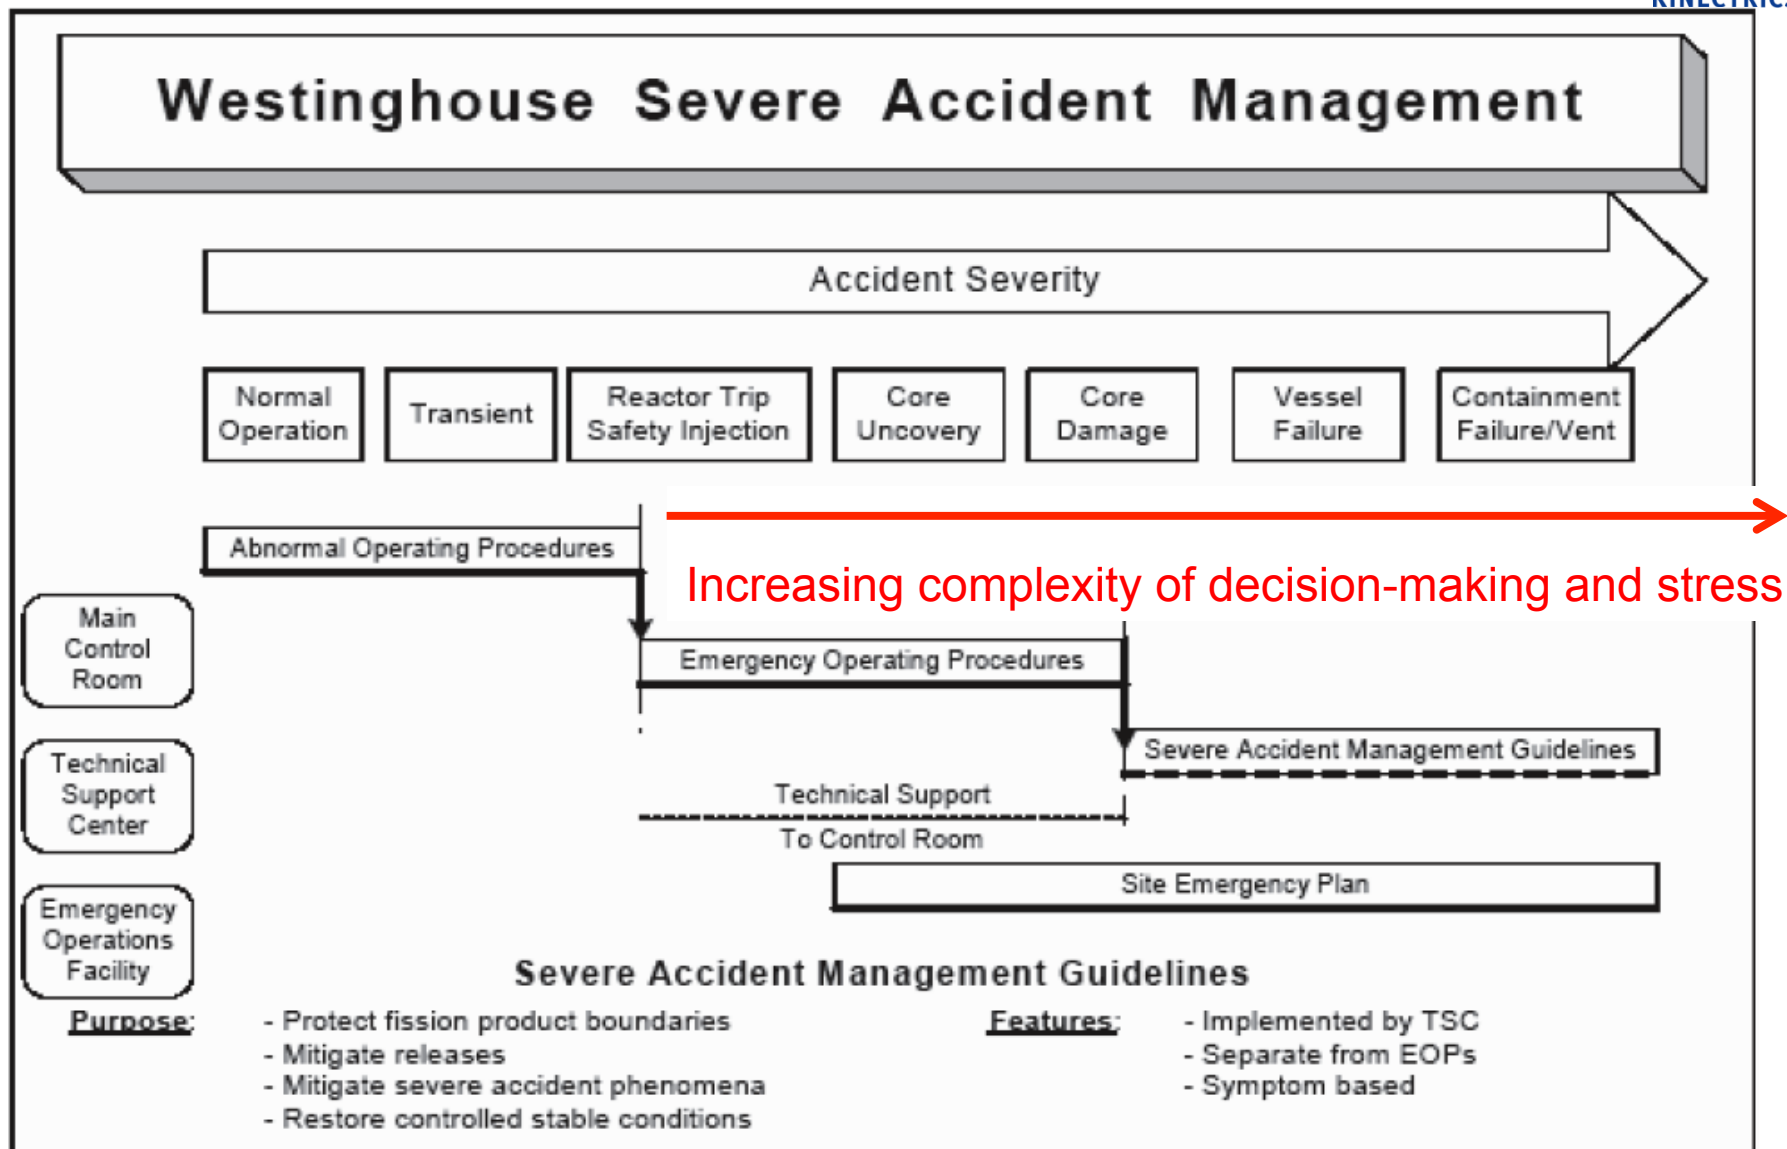 Westinghouse Severe Accident Management
Accident Severity
Normal
Operation
Transient
Reactor Trip
Safety Injection
Core
Uncovery
Core
Damage
Vessel
Failure
Containment
Failure/Vent
Abnormal Operating Procedures
Increasing complexity of decision-making and stress
Main
Control
Room
Emergency Operating Procedures
Technical
Support
Center
Severe Accident Management Guidelines
Technical Support
To Control Room
Site Emergency Plan
Emergency
Operations
Facility
Severe Accident Management Guidelines
Purpose:
- Protect fission product boundaries
- Mitigate releases
- Mitigate severe accident phenomena
- Restore controlled stable conditions
Features:
- Implemented by TSC
- Separate from EOPs
- Symptom based